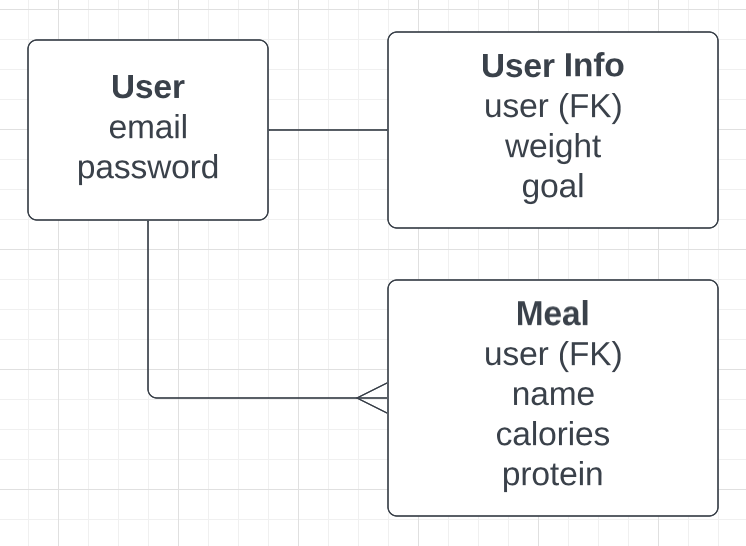 User
email
password
User Info
user (FK)
weight
goal
Meal
user (FK)
name
calories
protein